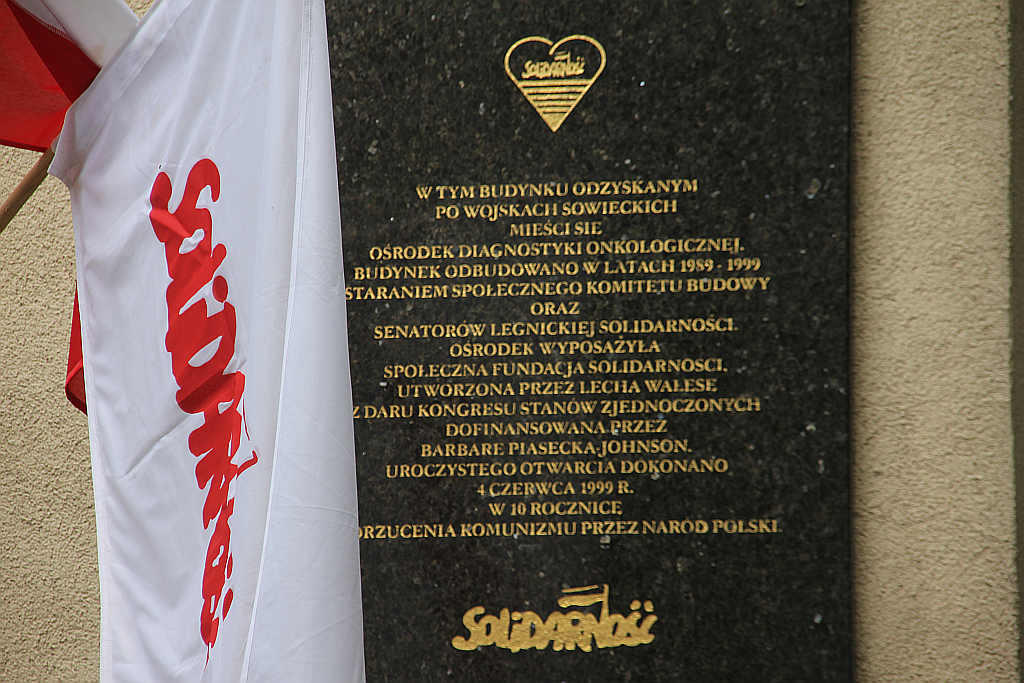 SOLIDARNOŚĆ
SOLIDARNOŚĆ
W TYM BUDYNKU ODZYSKANYM
PO WOJSKACH SOWIECKICH
MIEŚCI SIĘ
OŚRODEK DIAGNOSTYKI ONKOLOGICZNEJ.
BUDYNEK ODBUDOWANO W LATACH 1989 - 1999
STARANIEM SPOŁECZNEGO KOMITETU BUDOWY
ORAZ
SENATORÓW LEGNICKIEJ SOLIDARNOŚCI.
OŚRODEK WYPOSAŻYŁA
SPOŁECZNA FUNDACJA SOLIDARNOŚCI,
UTWORZONA PRZEZ LECHA WAŁĘSĘ
Z DARU KONGRESU STANÓW ZJEDNOCZONYCH
DOFINANSOWANA PRZEZ
BARBARĘ PIASECKĄ-JOHNSON.
UROCZYSTEGO OTWARCIA DOKONANO
4 CZERWCA 1999 R.
W 10 ROCZNICĘ
DRZUCENIA KOMUNIZMU PRZEZ NARÓD POLSKI.
SOLIDARNOŚĆ